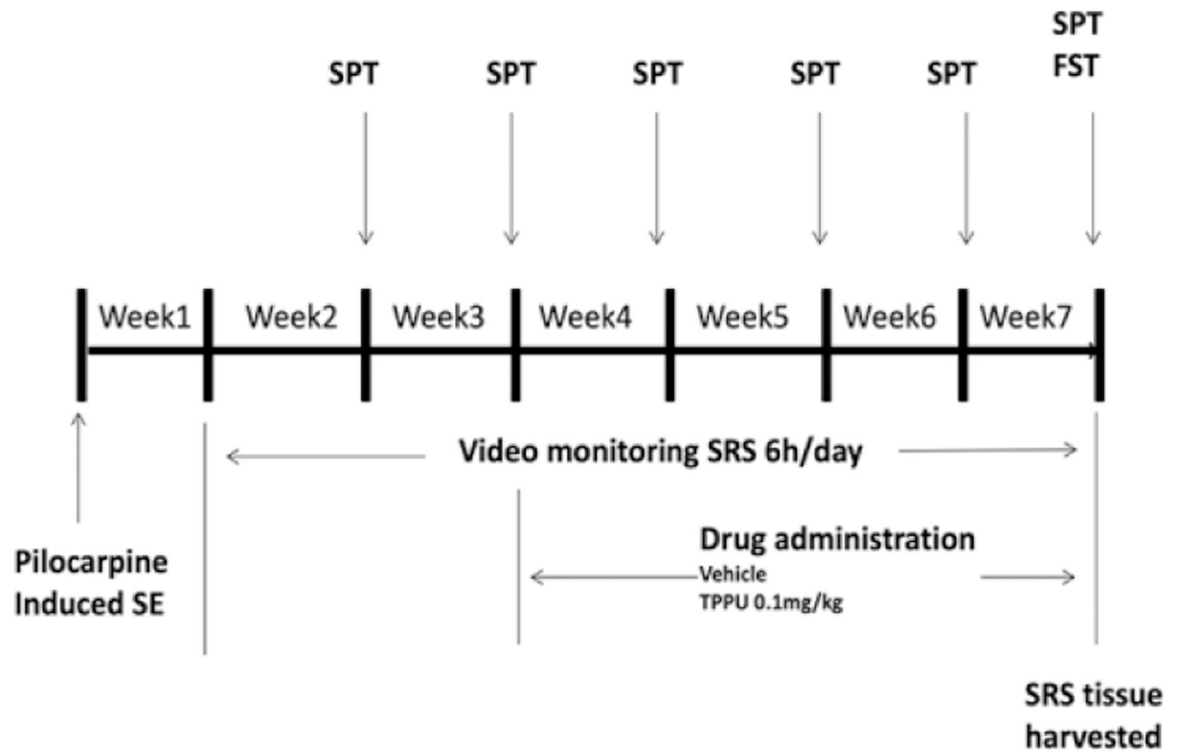 SPT
FST
SPT SPT SPT SPT SPT
Week1 Week2 Week3 Week4 Week5 Week6 Week7
Video monitoring SRS 6h/day
Pilocarpine
Induced SE
Drug administration
Vehicle
TPPU 0.1mg/kg
SRS tissue
harvested